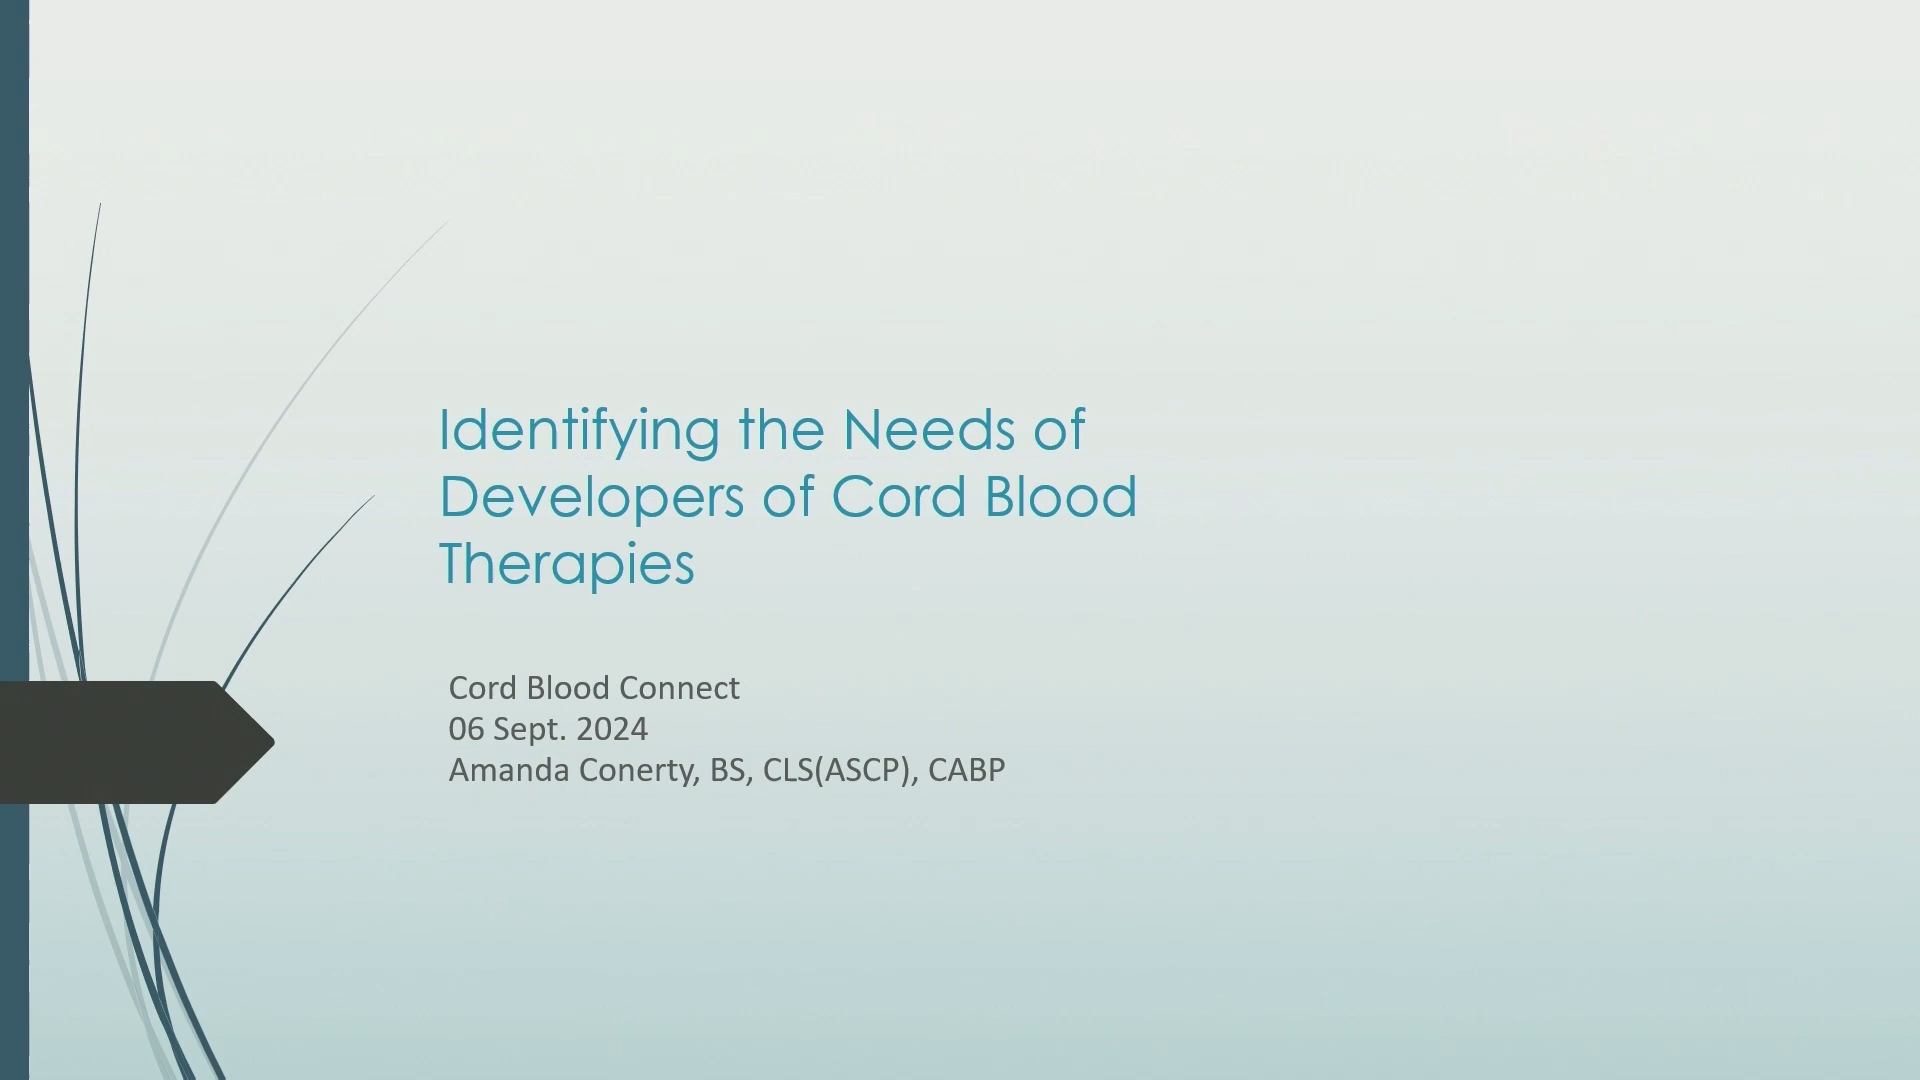 Identifying the Needs of
Developers of Cord Blood
Therapies
Cord Blood Connect
06 Sept. 2024
Amanda Conerty, BS, CLS(ASCP), CABP